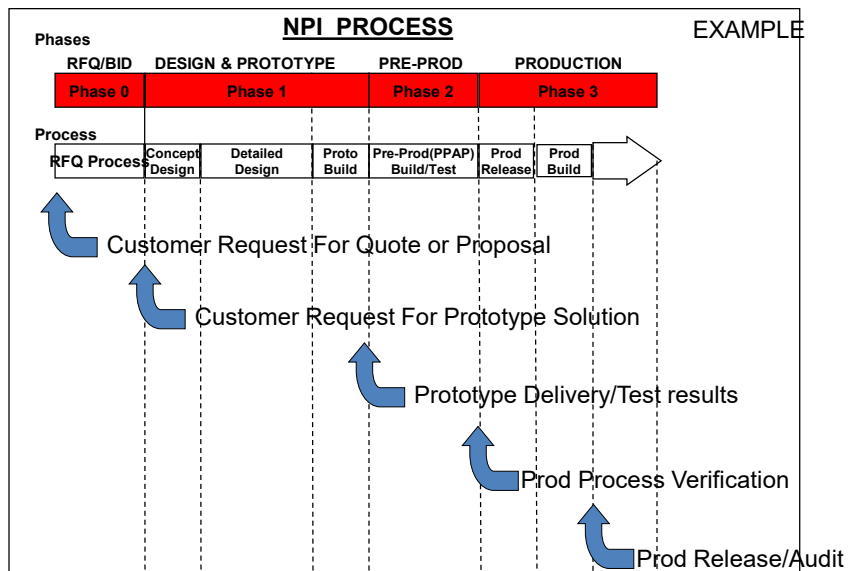 NPI PROCESS
EXAMPLE
Phases
RFQ/BID
DESIGN & PROTOTYPE
PRE-PROD
PRODUCTION
Phase 0
Phase 1
Phase 2
Phase 3
Process
RFQ Process
Concept
Design
Detailed
Design
Proto
Build
Pre-Prod(PPAP)
Build/Test
Prod
Release
Prod
Build
Customer Request For Quote or Proposal
Customer Request For Prototype Solution
Prototype Delivery/Test results
Prod Process Verification
Prod Release/Audit